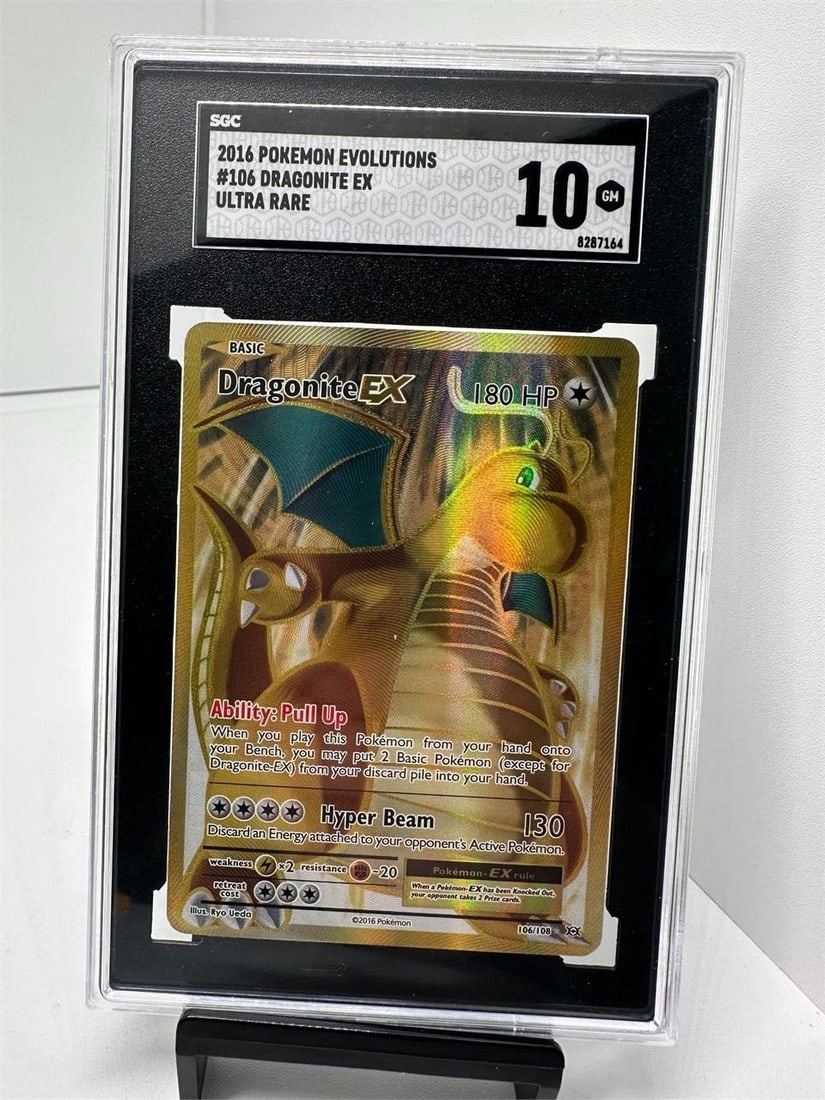 SGC
2016 POKEMON EVOLUTIONS
#106 DRAGONITE EX
ULTRA RARE
10 GM
8287164
BASIC
Dragonite EX 180 HP
Ability: Pull Up
When you play this Pokémon from your hand onto
your Bench, you may put 2 Basic Pokémon (except for
Dragonite-EX) from your discard pile into your hand.
Hyper Beam 130
Discard an Energy attached to your opponent's Active Pokémon.
weakness ×2 resistance -20
retreat
cost
Pokémon-EX rule
When a Pokémon-EX has been Knocked Out,
your opponent takes 2 Prize cards.
Illus. Ryo Ueda
©2016 Pokémon
106/108